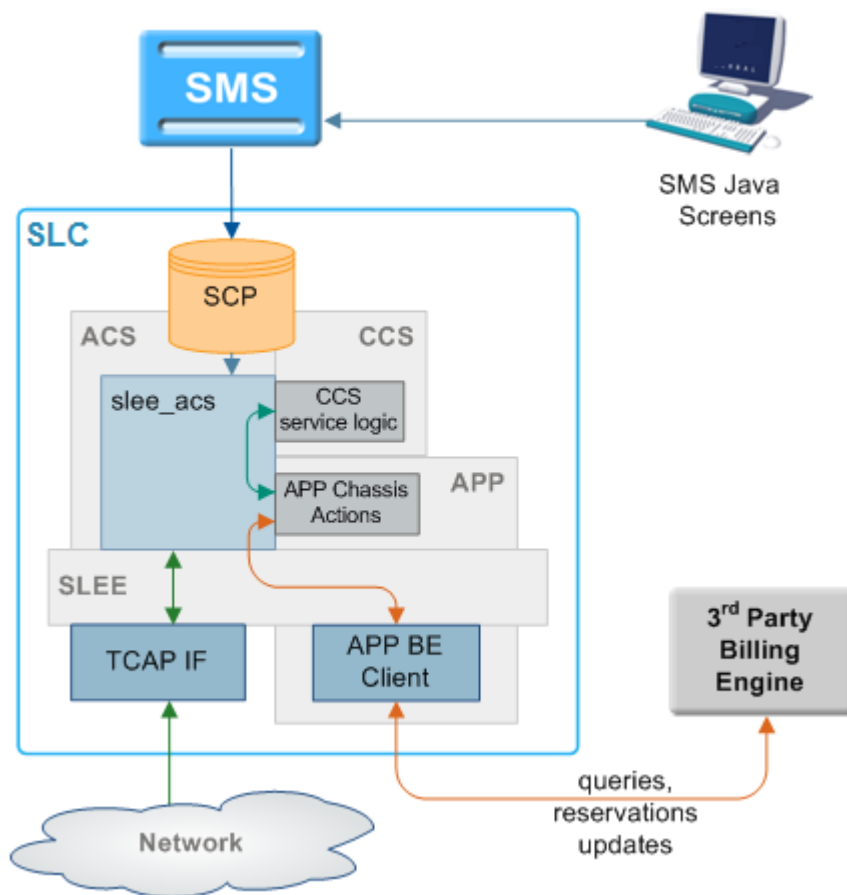 SMS
SMS Java
Screens
SLC
SCP
ACS
CCS
slee_acs
CCS
service logic
APP
APP Chassis
Actions
SLEE
TCAP IF
APP BE
Client
3rd Party
Billing
Engine
queries,
reservations
updates
Network